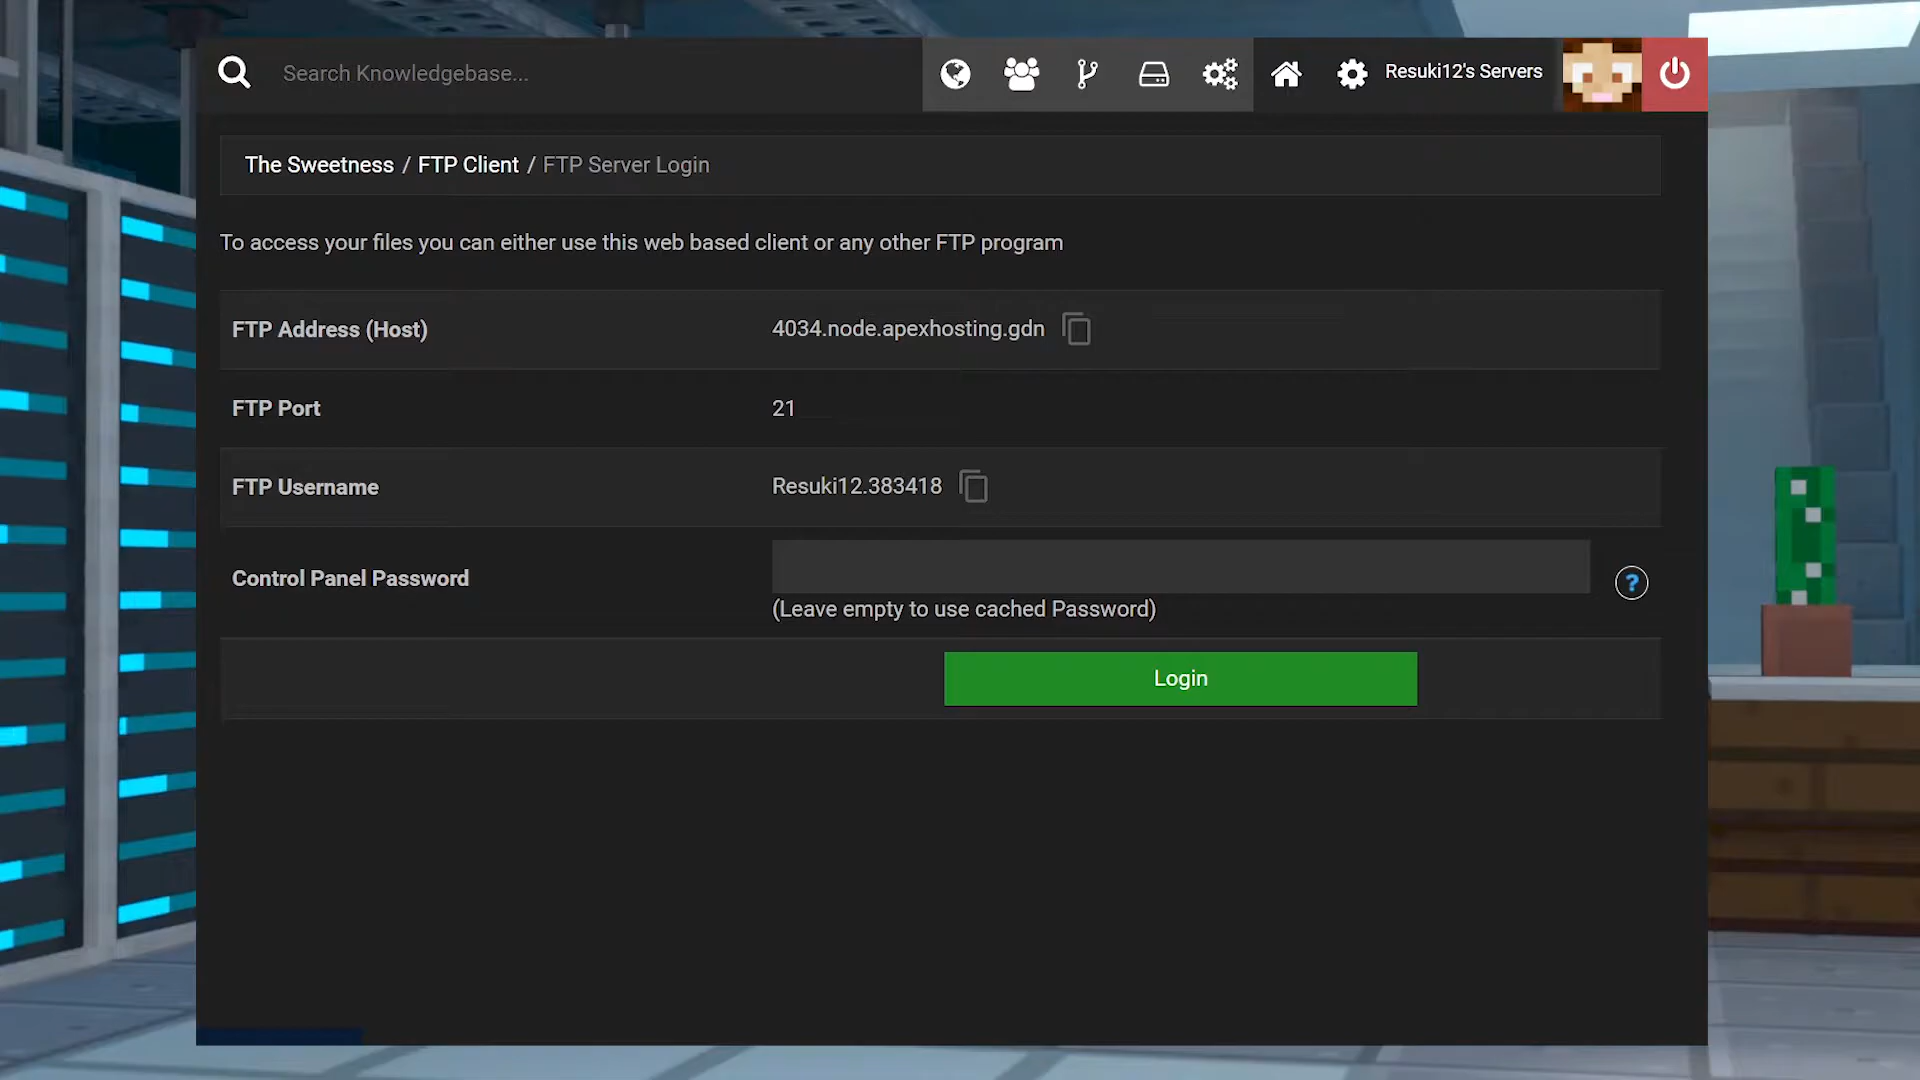 Search Knowledgebase...
Resuki12's Servers
The Sweetness / FTP Client / FTP Server Login
To access your files you can either use this web based client or any other FTP program
FTP Address (Host)
4034.node.apexhosting.gdn
FTP Port
21
FTP Username
Resuki12.383418
Control Panel Password
?
(Leave empty to use cached Password)
Login